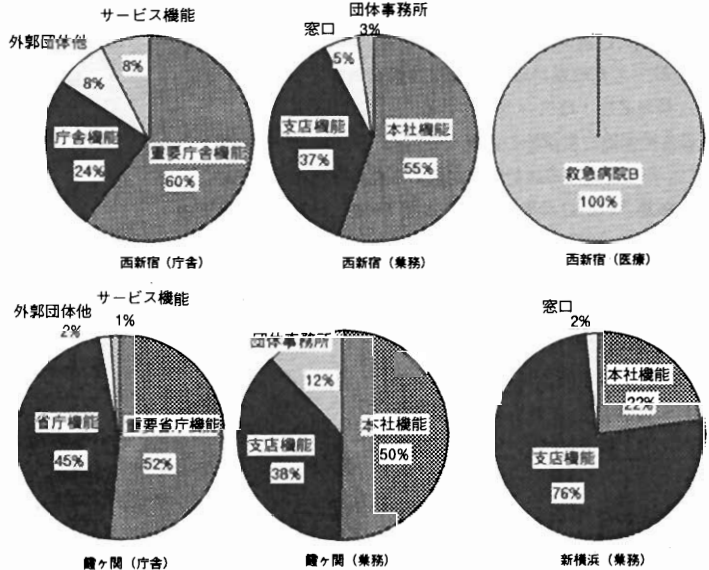 サービス機能
外郭団体他
8%
8%
庁舎機能
24%
重要庁舎機能
60%
西新宿（庁舎）
団体事務所
窓口
3%
5%
支店機能
37%
本社機能
55%
西新宿（業務）
救急病院B
100%
西新宿（医療）
サービス機能
外郭団体他
1%
2%
省庁機能
45%
重要省庁機能
52%
霞ヶ関（庁舎）
団体事務所
12%
支店機能
38%
本社機能
50%
霞ヶ関（業務）
窓口
2%
本社機能
22%
支店機能
76%
新横浜（業務）